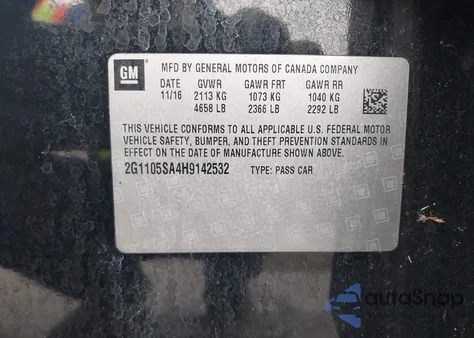 GM
MFD BY GENERAL MOTORS OF CANADA COMPANY
DATE GVWR GAWR FRT GAWR RR
11/16 2113 KG 1073 KG 1040 KG
4658 LB 2366 LB 2292 LB
THIS VEHICLE CONFORMS TO ALL APPLICABLE U.S. FEDERAL MOTOR
VEHICLE SAFETY, BUMPER, AND THEFT PREVENTION STANDARDS IN
EFFECT ON THE DATE OF MANUFACTURE SHOWN ABOVE.
2G1105SA4H9142532 TYPE: PASS CAR
autoSnap